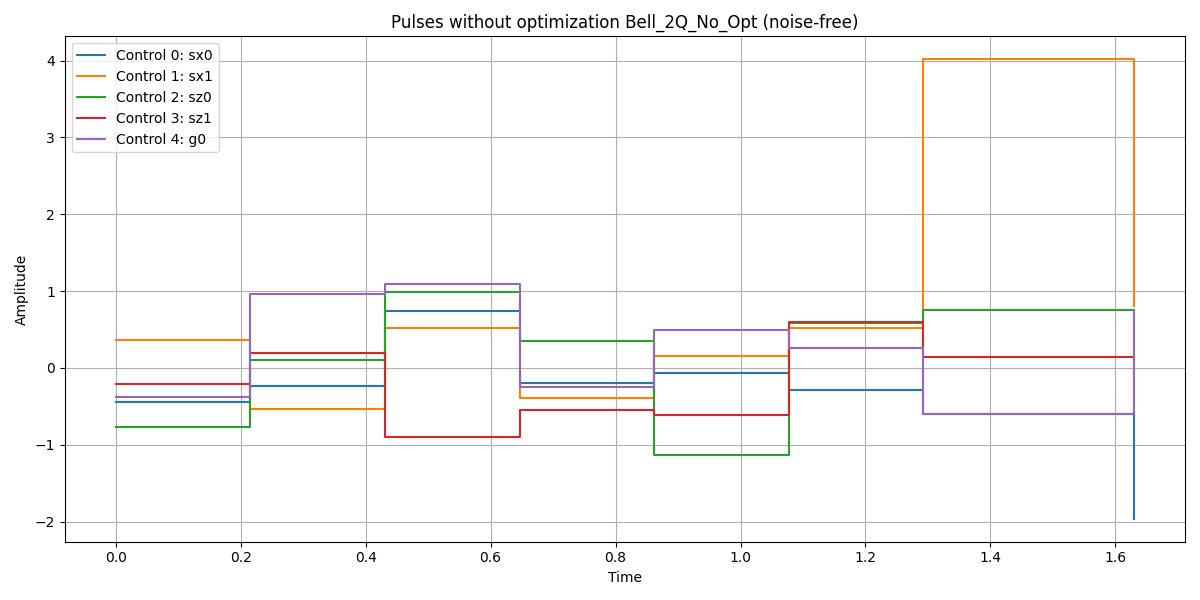 Pulses without optimization Bell_2Q_No_Opt (noise-free)
Control 0: sx0
Control 1: sx1
Control 2: sz0
Control 3: sz1
Control 4: g0
Amplitude
4
3
2
1
0
−1
−2
0.0 0.2 0.4 0.6 0.8 1.0 1.2 1.4 1.6
Time